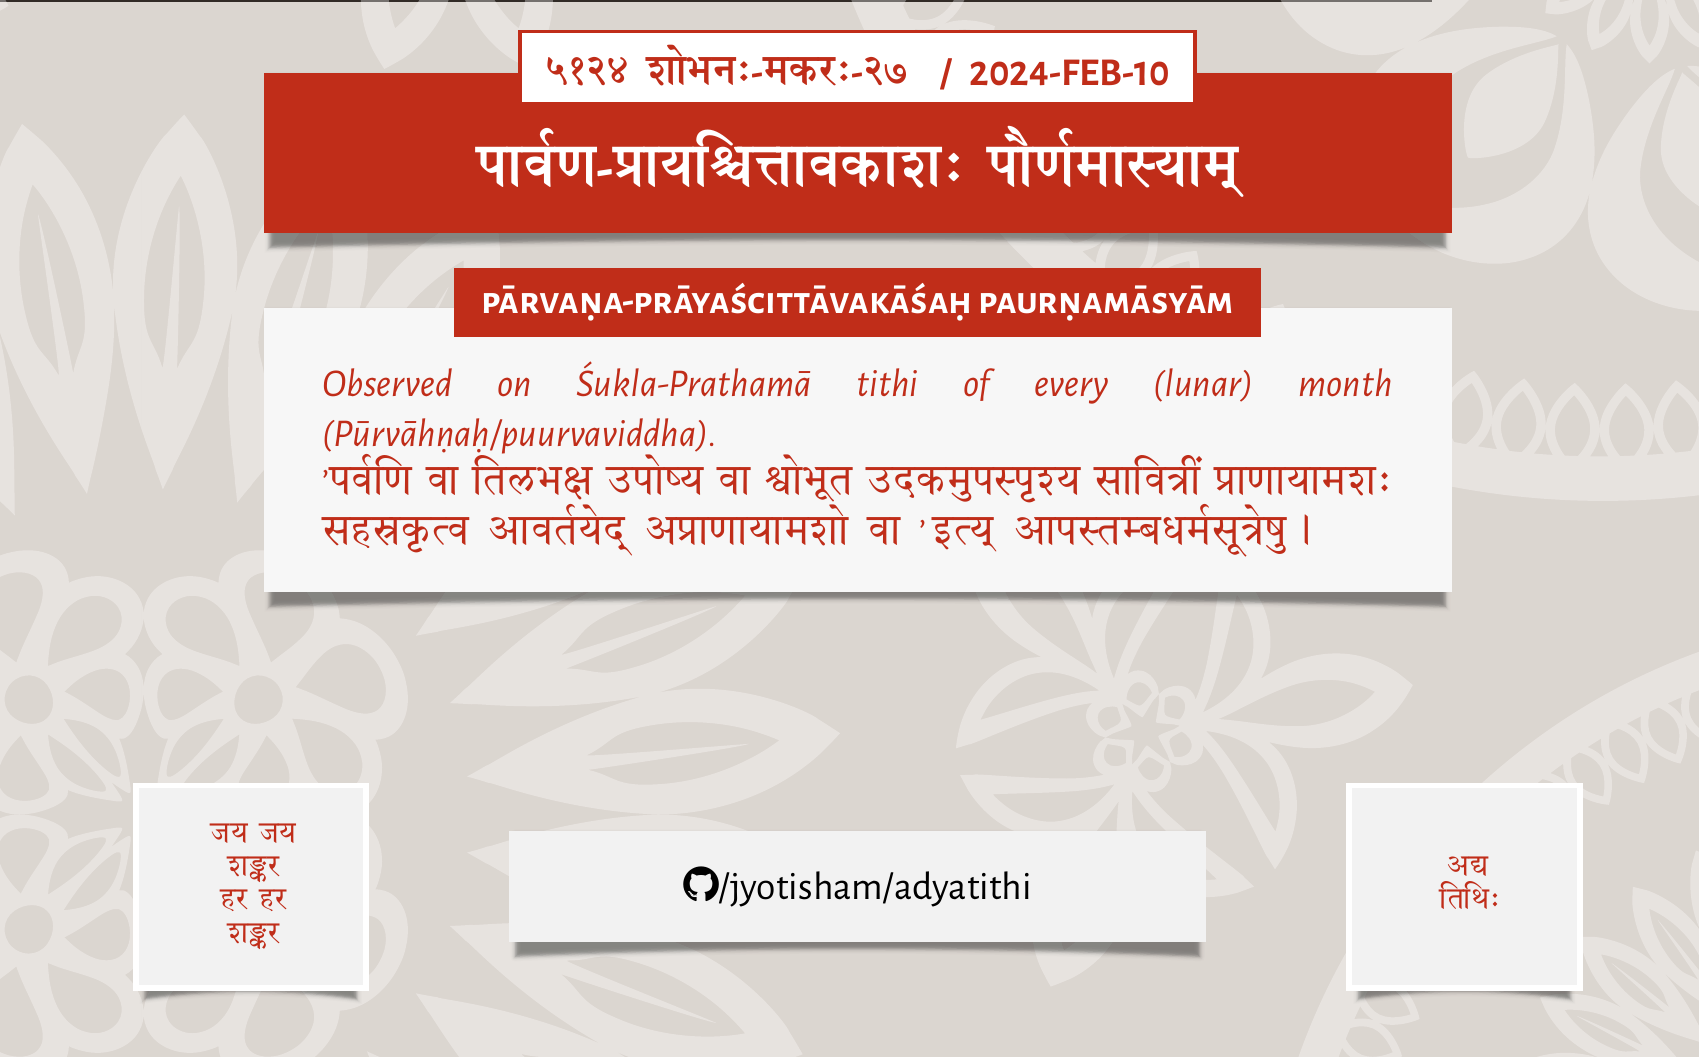 ५१२४ शोभनः-मकरः-२७ / 2024-FEB-10
पार्वण-प्रायश्चित्तावकाशः पौर्णमास्याम्
PĀRVAṆA-PRĀYAŚCITTĀVAKĀŚAḤ PAURṆAMĀSYĀM
Observed on Śukla-Prathamā tithi of every (lunar) month
(Pūrvāhṇaḥ/puurvaviddha).
’पर्वणि वा तिलभक्ष उपोष्य वा श्वोभूत उदकमुपस्पृश्य सावित्रीं प्राणायामशः
सहस्रकृत्व आवर्तयेद् अप्राणायामशो वा ’ इत्य् आपस्तम्बधर्मसूत्रेषु ।
जय जय
शङ्कर
हर हर
शङ्कर
/jyotisham/adyatithi
अद्य
तिथिः